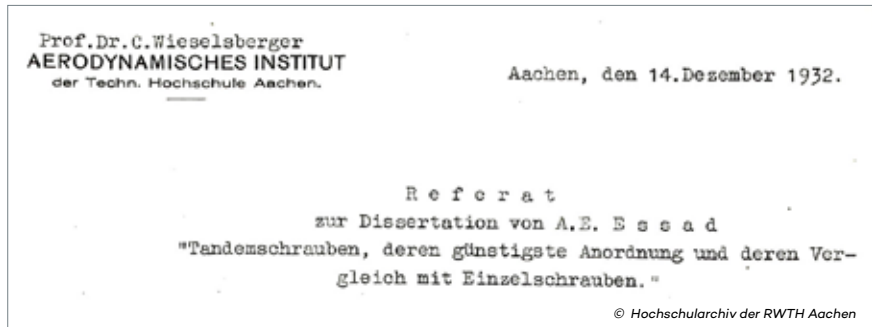 Prof.Dr.C.Wieselsberger
AERODYNAMISCHES INSTITUT
der Techn. Hochschule Aachen.
Aachen, den 14.Dezember 1932.
R e f e r a t
zur Dissertation von A.E. E s s a d
"Tandemschrauben, deren günstigste Anordnung und deren Ver-
gleich mit Einzelschrauben."
© Hochschularchiv der RWTH Aachen